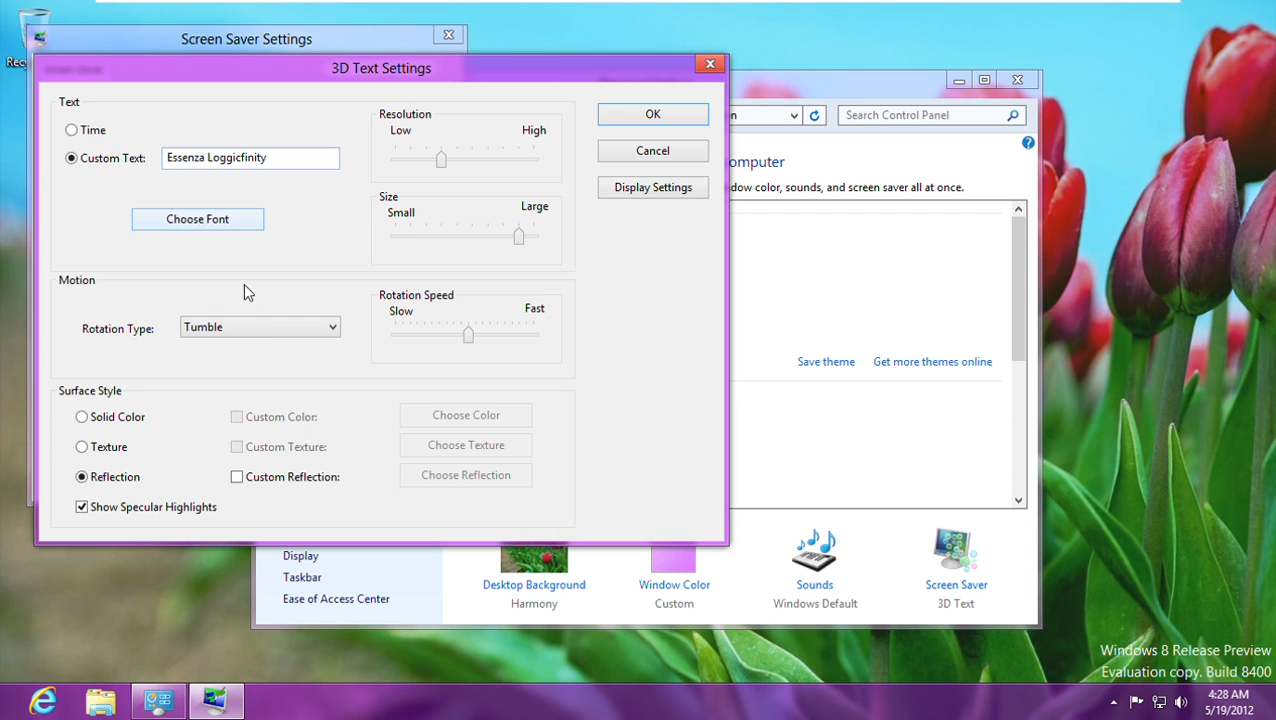 Screen Saver Settings
3D Text Settings
Text
Time
Custom Text: Essenza Loggicfinity
Choose Font
Resolution
Low High
Size
Small Large
OK
Cancel
Display Settings
Motion
Rotation Type: Tumble
Rotation Speed
Slow Fast
Surface Style
Solid Color Custom Color: Choose Color
Texture Custom Texture: Choose Texture
Reflection Custom Reflection: Choose Reflection
Show Specular Highlights
Search Control Panel
omputer
dow color, sounds, and screen saver all at once.
Save theme Get more themes online
Display
Taskbar
Ease of Access Center
Desktop Background
Harmony
Window Color
Custom
Sounds
Windows Default
Screen Saver
3D Text
Windows 8 Release Preview
Evaluation copy. Build 8400
4:28 AM
5/19/2012